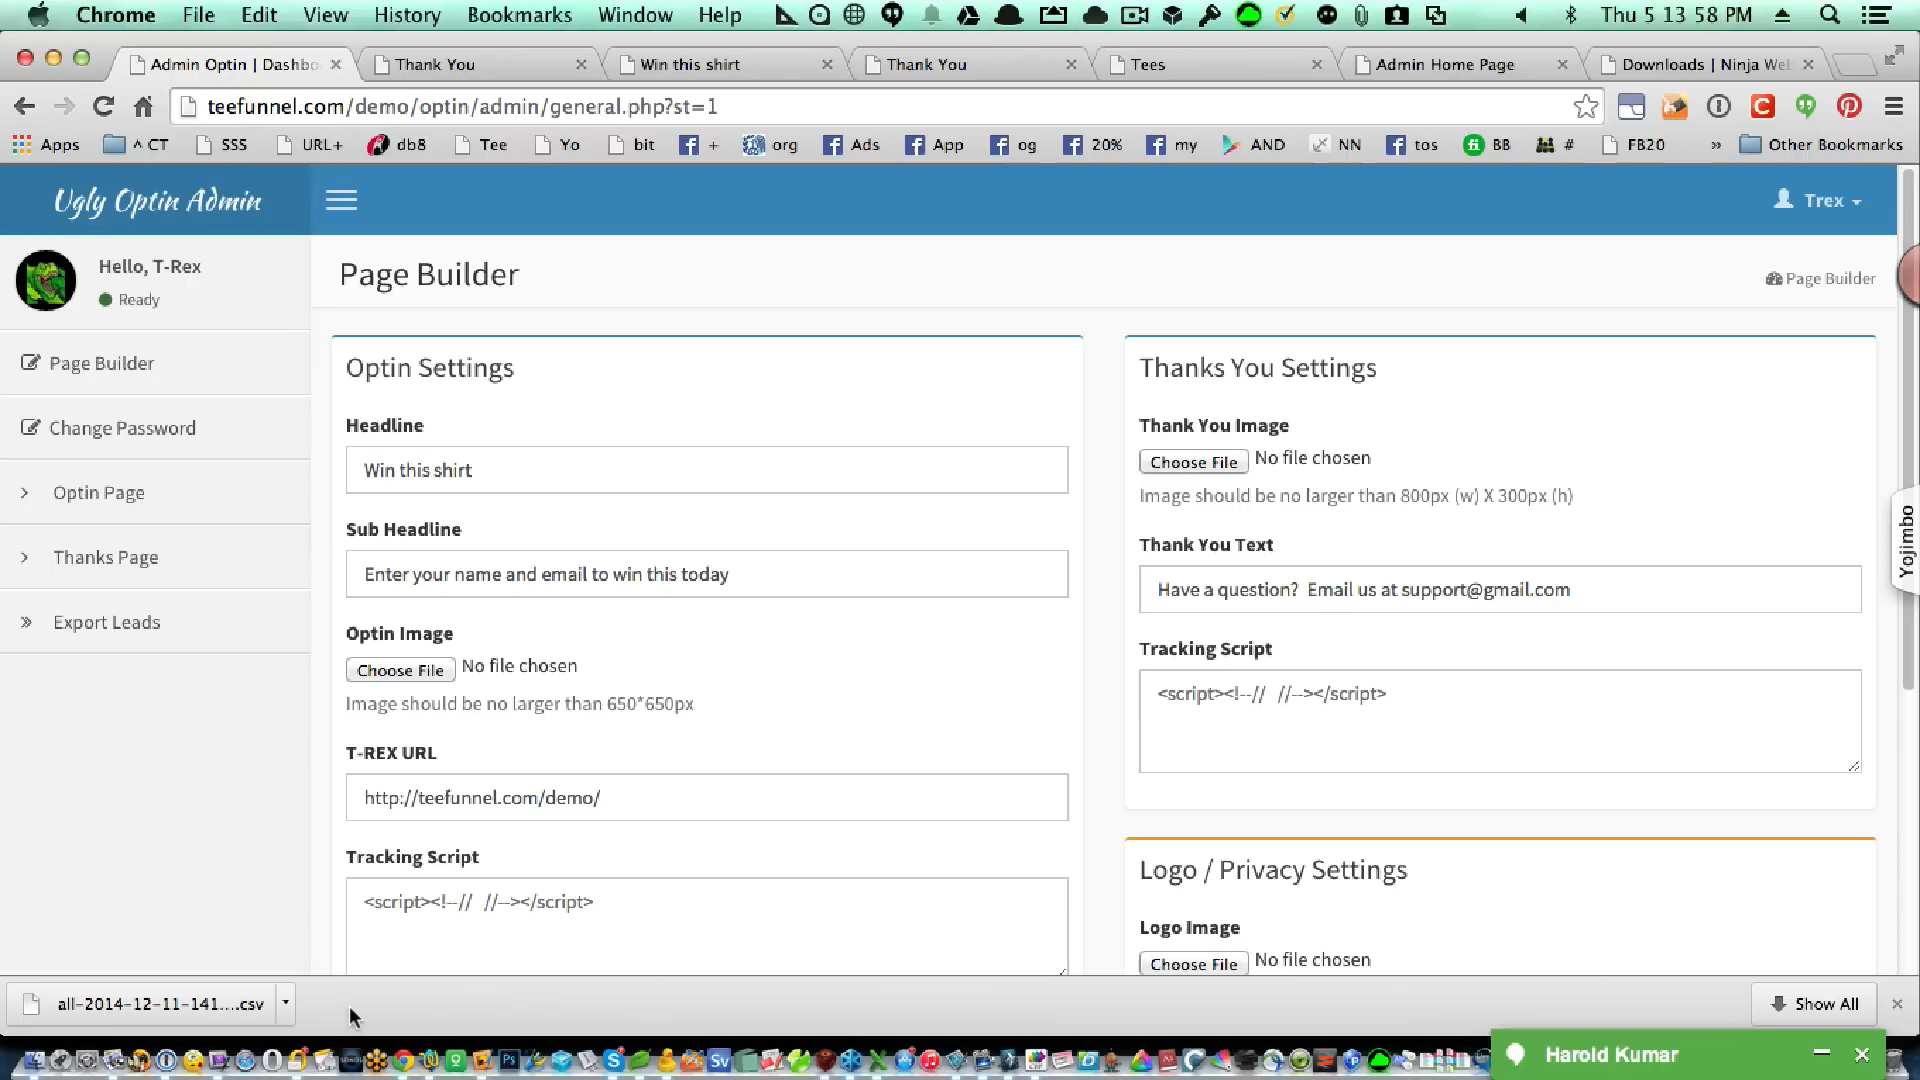 Chrome File Edit View History Bookmarks Window Help Thu 5 13 58 PM
Admin Optin | Dashbo Thank You Win this shirt Thank You Tees Admin Home Page Downloads | Ninja Web
teefunnel.com/demo/optin/admin/general.php?st=1
Apps ^ CT SSS URL+ db8 Tee Yo bit + org Ads App og 20% my AND NN tos BB # FB20 » Other Bookmarks
Ugly Optin Admin
Trex
Hello, T-Rex
Ready
Page Builder
Page Builder
Page Builder
Change Password
Optin Page
Thanks Page
Export Leads
Optin Settings
Headline
Win this shirt
Sub Headline
Enter your name and email to win this today
Optin Image
Choose File No file chosen
Image should be no larger than 650*650px
T-REX URL
http://teefunnel.com/demo/
Tracking Script
<script><!--// //--></script>
Thanks You Settings
Thank You Image
Choose File No file chosen
Image should be no larger than 800px (w) X 300px (h)
Thank You Text
Have a question? Email us at support@gmail.com
Tracking Script
<script><!--// //--></script>
Logo / Privacy Settings
Logo Image
Choose File No file chosen
Yojimbo
all-2014-12-11-141....csv
Show All
Harold Kumar